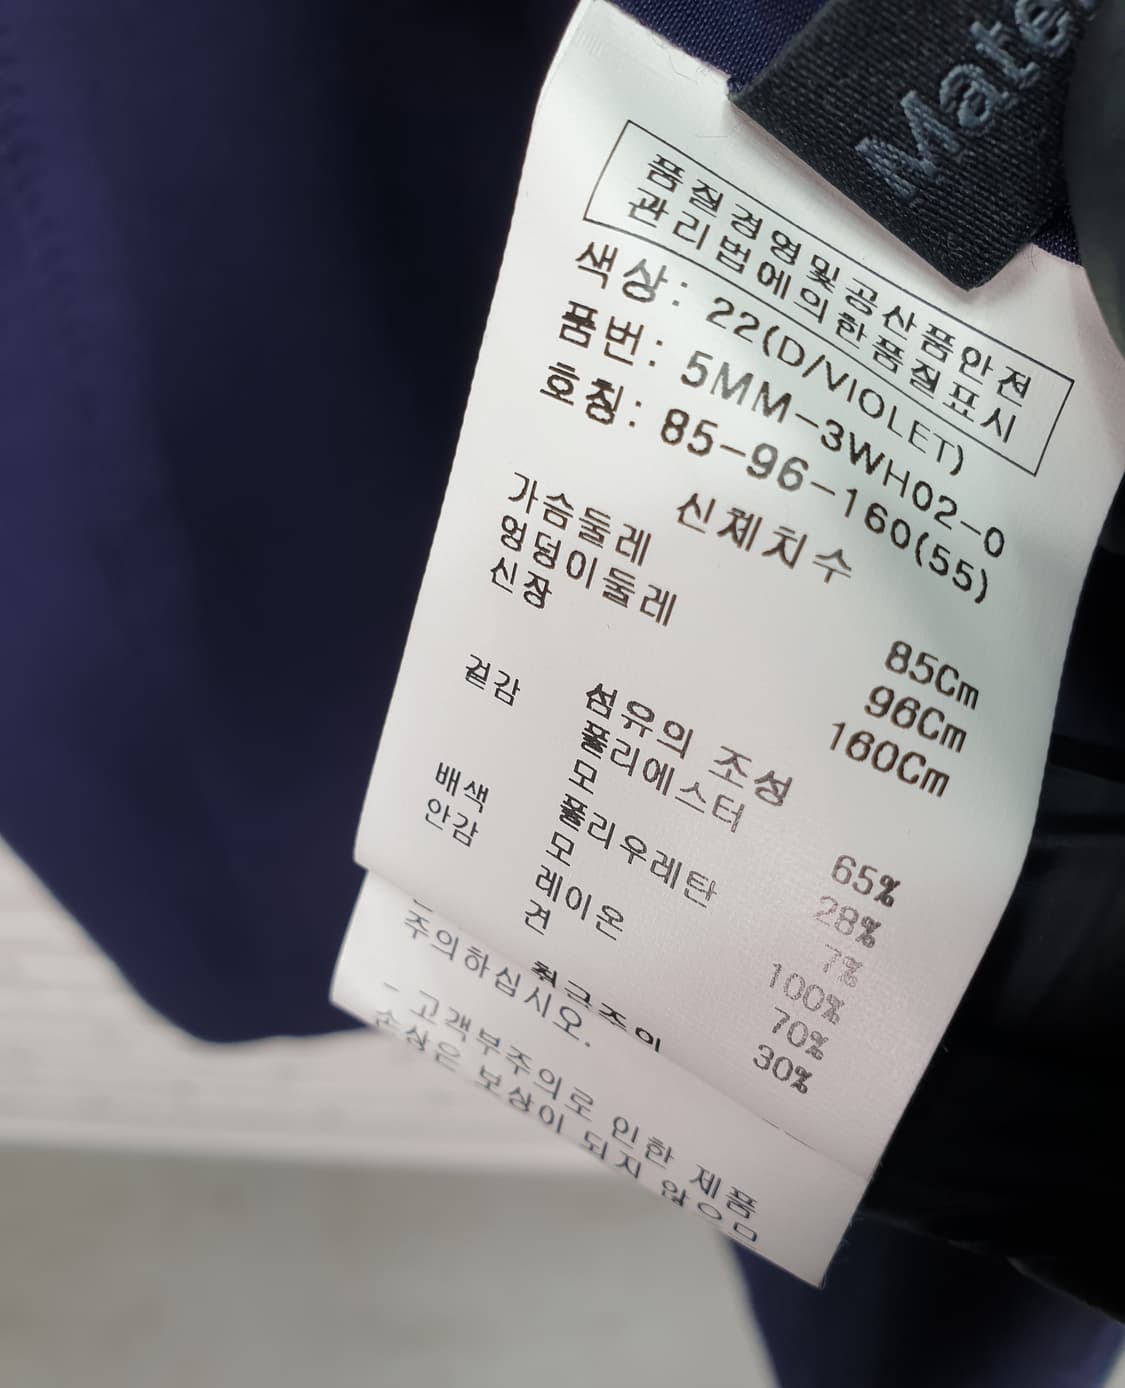 Mate
품질경영및공산품안전
관리법에의한품질표시
색상: 22(D/VIOLET)
품번: 5MM-3WH02-0
호칭: 85-96-160(55)
신체치수
가슴둘레 85Cm
엉덩이둘레 96Cm
신장 160Cm
섬유의 조성
겉감 폴리에스터 65%
모 28%
폴리우레탄 7%
배색 모 100%
안감 레이온 70%
견 30%
취급주의
주의하십시오.
- 고객부주의로 인한 제품
손상은 보상이 되지 않으